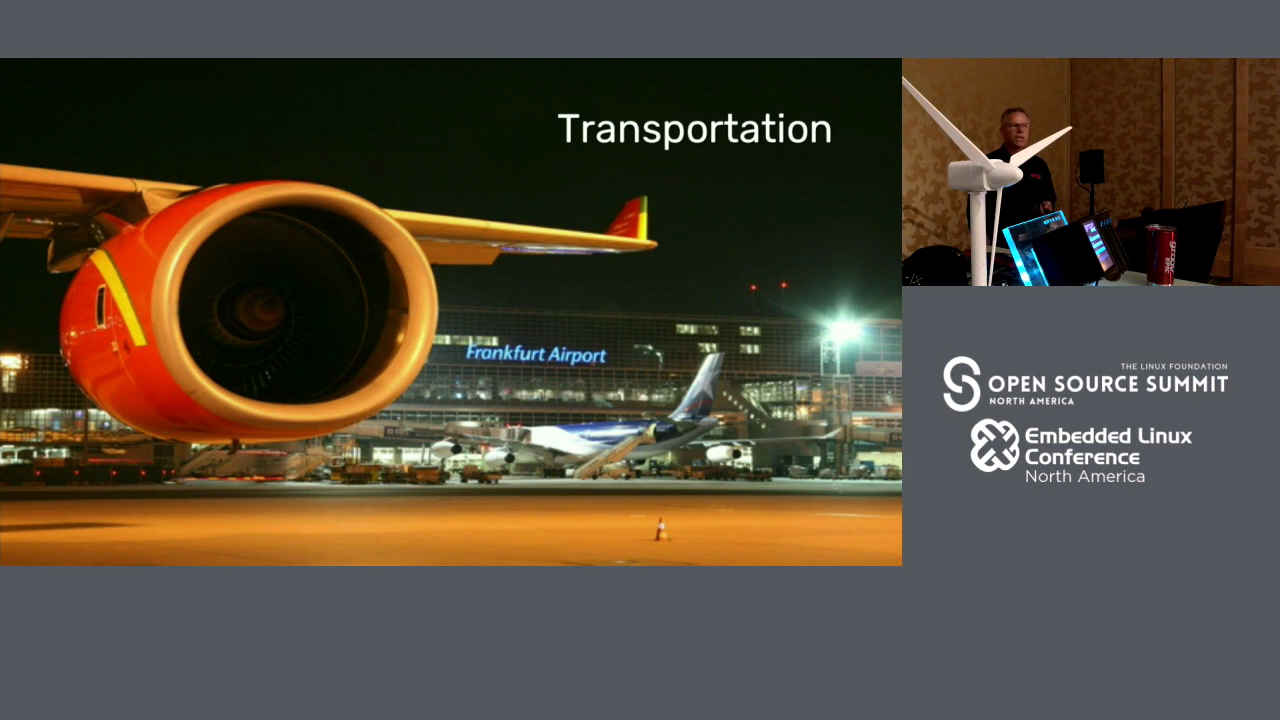 Transportation
Frankfurt Airport
THE LINUX FOUNDATION
OPEN SOURCE SUMMIT
NORTH AMERICA
Embedded Linux
Conference
North America